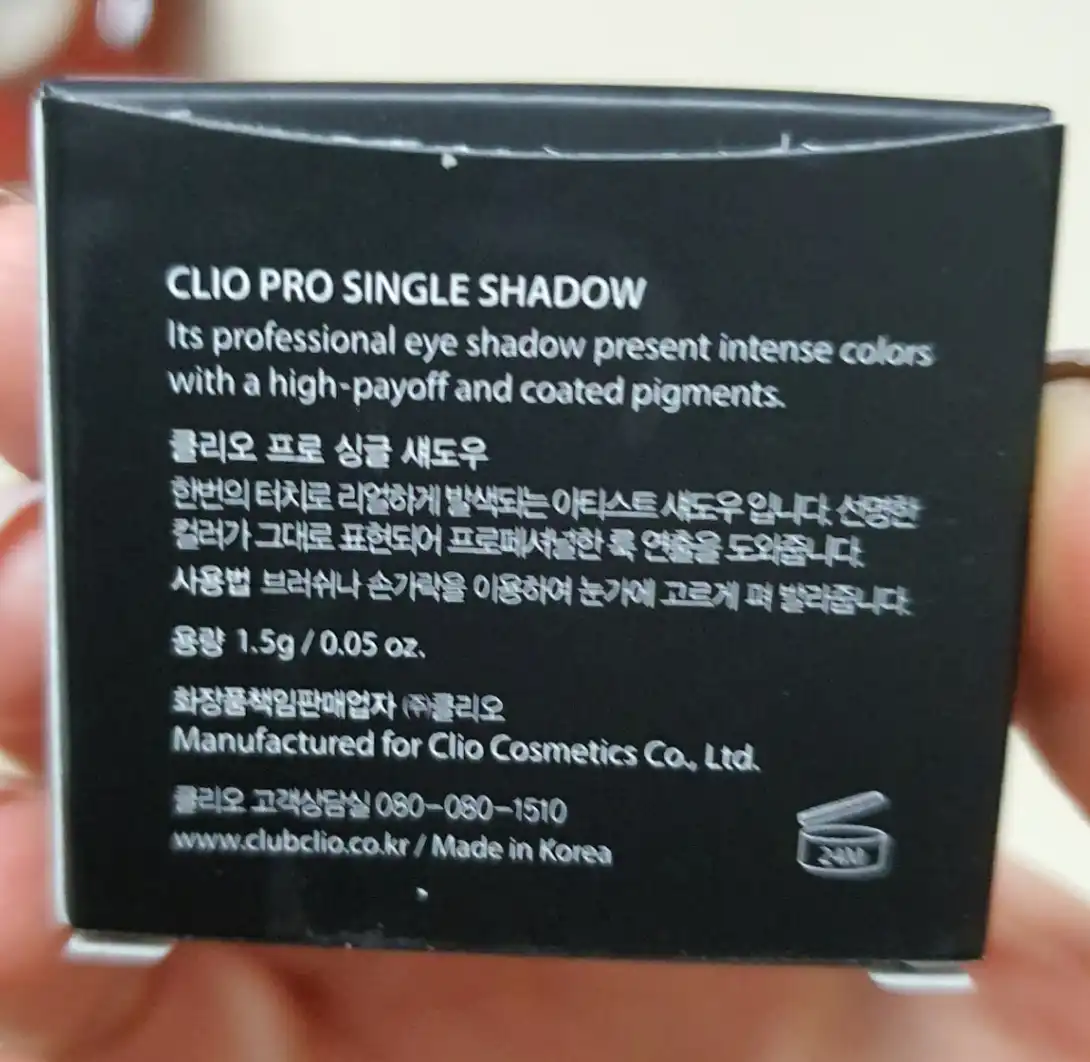 CLIO PRO SINGLE SHADOW
Its professional eye shadow present intense colors
with a high-payoff and coated pigments.
클리오 프로 싱글 섀도우
한번의 터치로 리얼하게 발색되는 아티스트 섀도우 입니다. 선명한
컬러가 그대로 표현되어 프로페셔널한 룩 연출을 도와줍니다.
사용법 브러쉬나 손가락을 이용하여 눈가에 고르게 펴 발라줍니다.
용량 1.5g / 0.05 oz.
화장품책임판매업자 ㈜클리오
Manufactured for Clio Cosmetics Co., Ltd.
클리오 고객상담실 080-080-1510
www.clubclio.co.kr / Made in Korea
24M